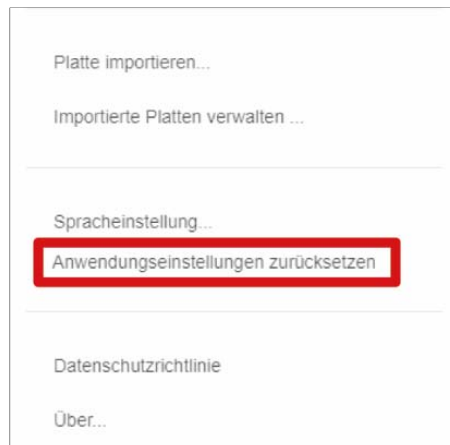 Platte importieren...
Importierte Platten verwalten ...
Spracheinstellung...
Anwendungseinstellungen zurücksetzen
Datenschutzrichtlinie
Über...